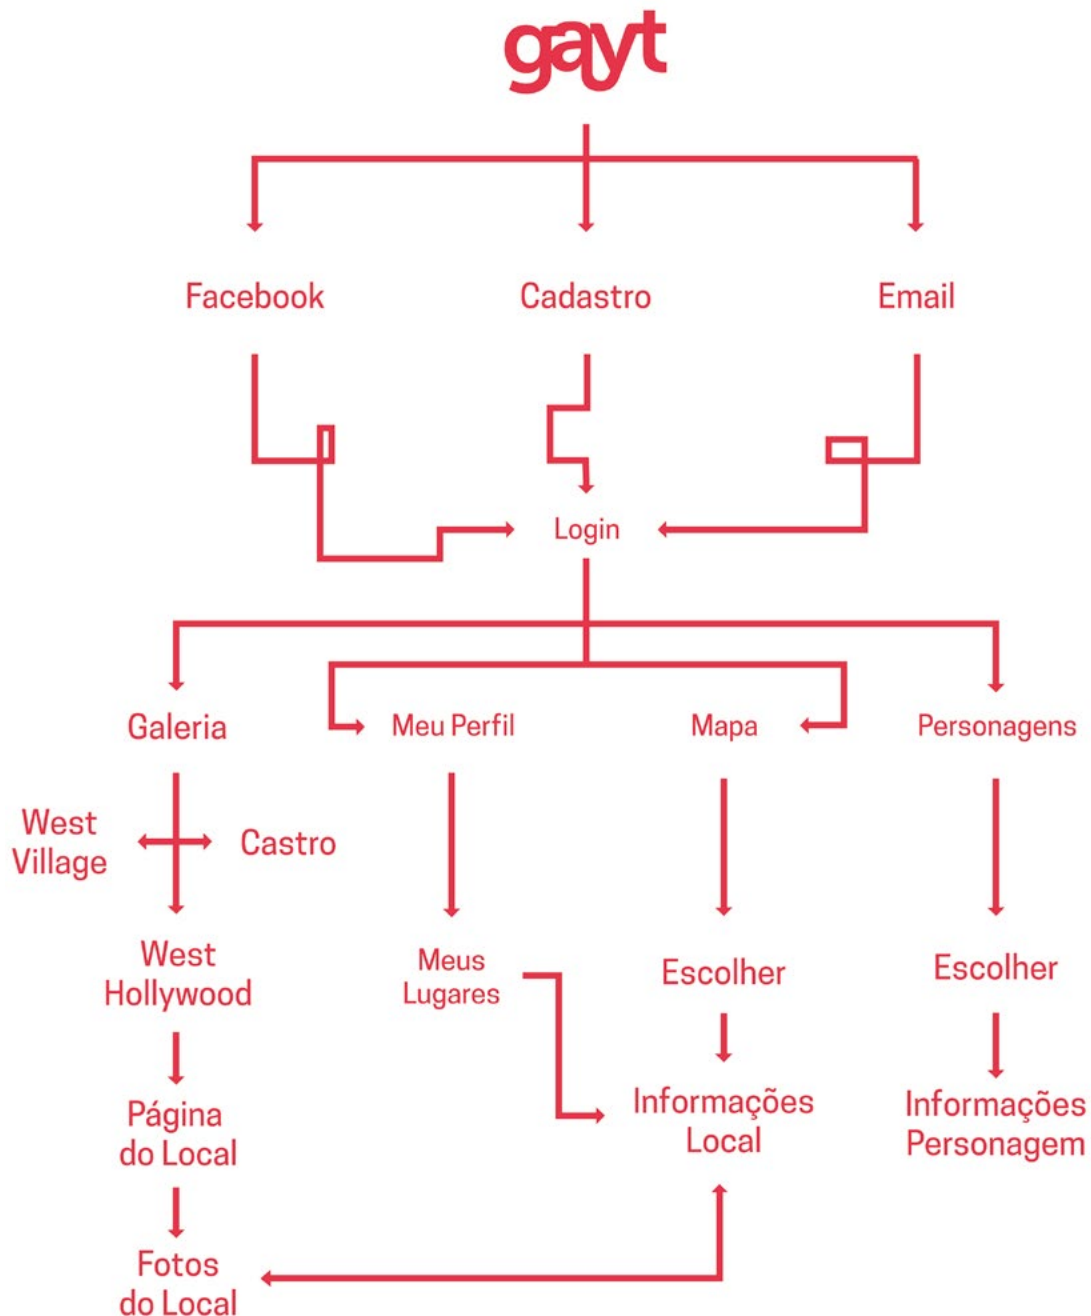 gayt
Facebook
Cadastro
Email
Login
Galeria
Meu Perfil
Mapa
Personagens
West
Village
Castro
West
Hollywood
Meus
Lugares
Escolher
Escolher
Página
do Local
Informações
Local
Informações
Personagem
Fotos
do Local